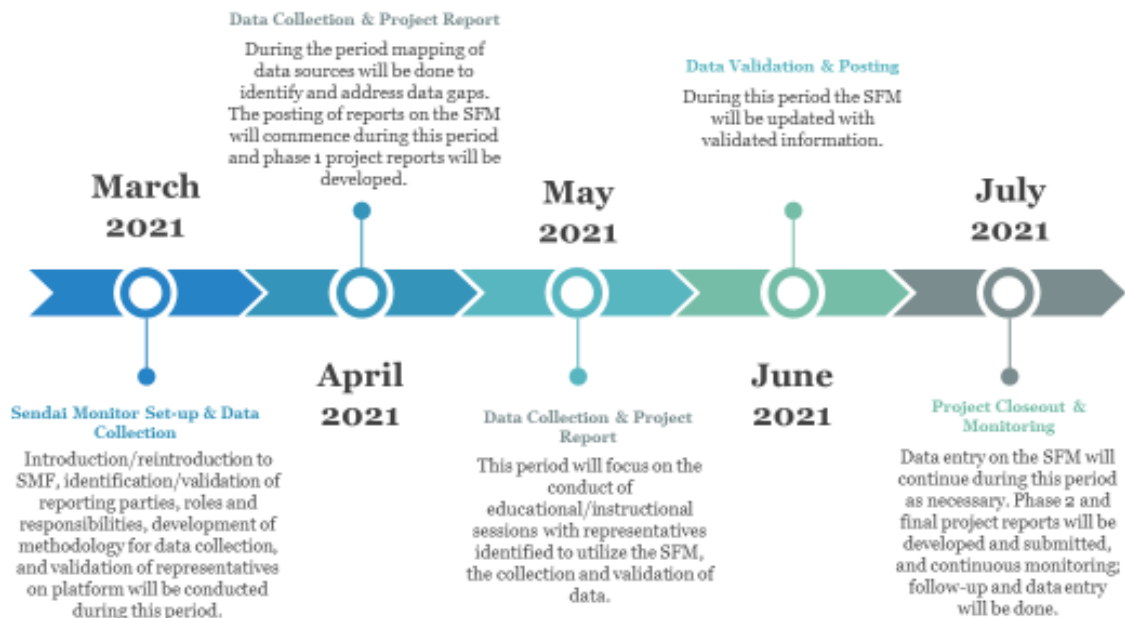 March
2021
Sendai Monitor Set-up & Data
Collection
Introduction/reintroduction to
SMF, identification/validation of
reporting parties, roles and
responsibilities, development of
methodology for data collection,
and validation of representatives
on platform will be conducted
during this period.
Data Collection & Project Report
During the period mapping of
data sources will be done to
identify and address data gaps.
The posting of reports on the SFM
will commence during this period
and phase 1 project reports will be
developed.
April
2021
May
2021
Data Collection & Project
Report
This period will focus on the
conduct of
educational/instructional
sessions with representatives
identified to utilize the SFM,
the collection and validation of
data.
Data Validation & Posting
During this period the SFM
will be updated with
validated information.
June
2021
July
2021
Project Closeout &
Monitoring
Data entry on the SFM will
continue during this period
as necessary. Phase 2 and
final project reports will be
developed and submitted,
and continuous monitoring;
follow-up and data entry
will be done.